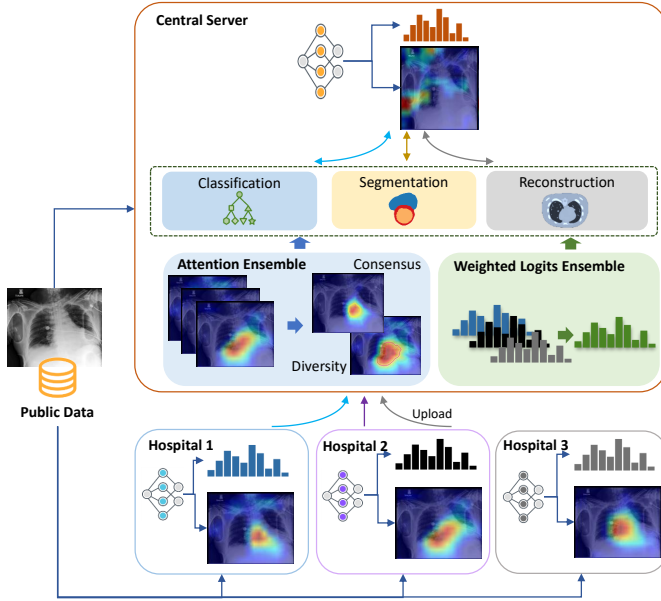 Central Server
Classification
Segmentation
Reconstruction
Attention Ensemble
Consensus
Diversity
Weighted Logits Ensemble
Public Data
Upload
Hospital 1
Hospital 2
Hospital 3